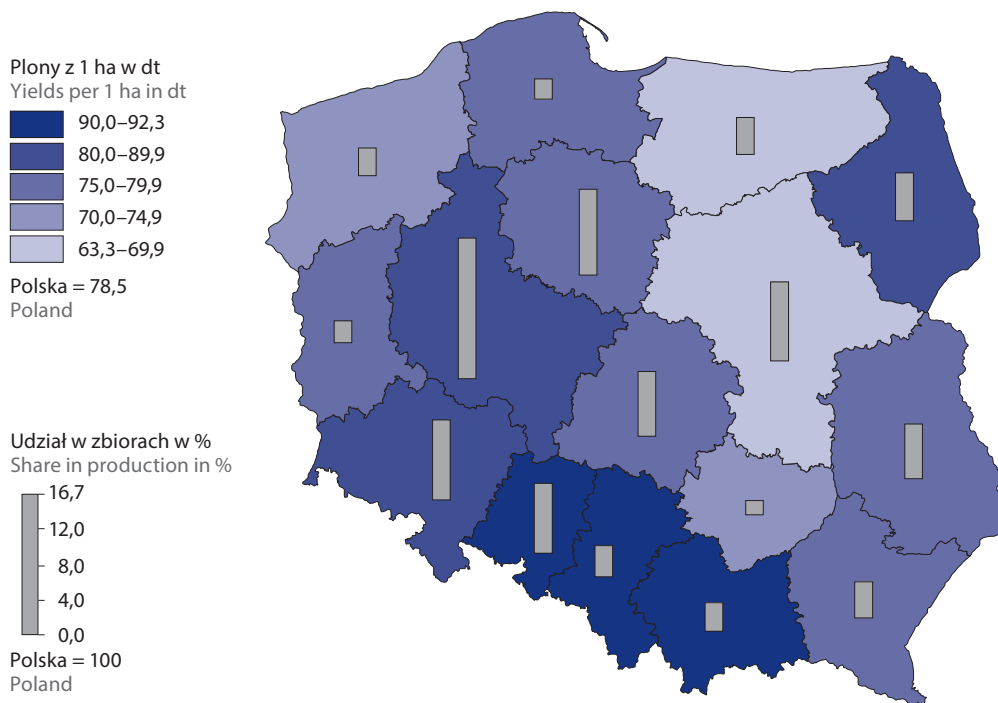 Plony z 1 ha w dt
Yields per 1 ha in dt
90,0–92,3
80,0–89,9
75,0–79,9
70,0–74,9
63,3–69,9
Polska = 78,5
Poland
Udział w zbiorach w %
Share in production in %
16,7
12,0
8,0
4,0
0,0
Polska = 100
Poland